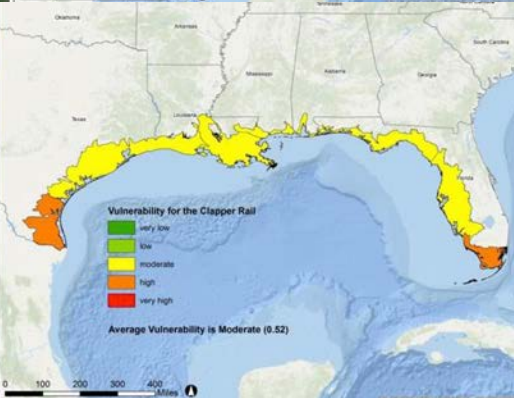 Oklahoma
Arkansas
Tennessee
South Carolina
Mississippi
Alabama
Georgia
Texas
Louisiana
Florida
Vulnerability for the Clapper Rail
very low
low
moderate
high
very high
Average Vulnerability is Moderate (0.52)
0 100 200 300 400
Miles